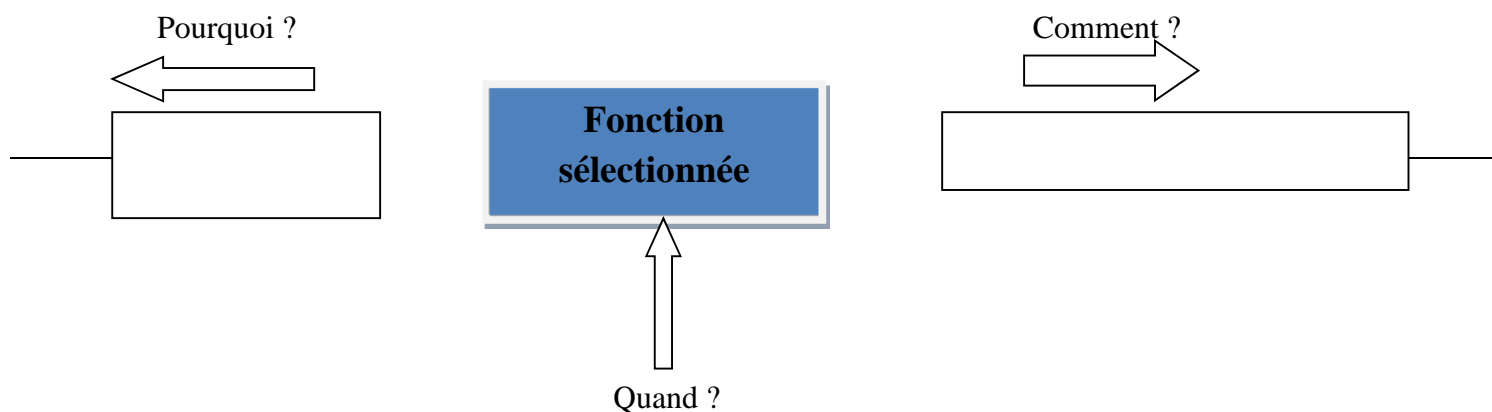 Pourquoi ?
Comment ?
Fonction
sélectionnée
Quand ?